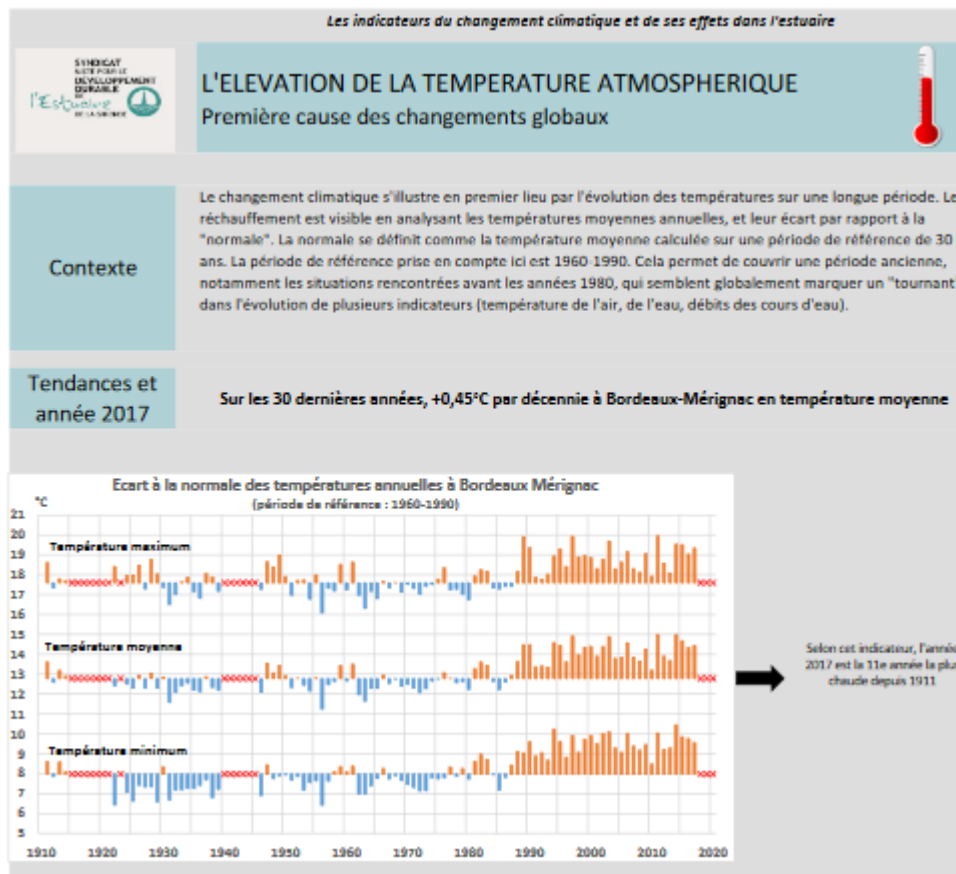 Les indicateurs du changement climatique et de ses effets dans l'estuaire
SYNDICAT
MIXTE POUR LE
DÉVELOPPEMENT
DURABLE
DE
l'Estuaire
DE LA GIRONDE
L'ELEVATION DE LA TEMPERATURE ATMOSPHERIQUE
Première cause des changements globaux
Contexte
Le changement climatique s'illustre en premier lieu par l'évolution des températures sur une longue période. Le
réchauffement est visible en analysant les températures moyennes annuelles, et leur écart par rapport à la
"normale". La normale se définit comme la température moyenne calculée sur une période de référence de 30
ans. La période de référence prise en compte ici est 1960-1990. Cela permet de couvrir une période ancienne,
notamment les situations rencontrées avant les années 1980, qui semblent globalement marquer un "tournant"
dans l'évolution de plusieurs indicateurs (température de l'air, de l'eau, débits des cours d'eau).
Tendances et
année 2017
Sur les 30 dernières années, +0,45°C par décennie à Bordeaux-Mérignac en température moyenne
Ecart à la normale des températures annuelles à Bordeaux Mérignac
(période de référence : 1960-1990)
°C
21
20
19
18
17
16
15
14
13
12
11
10
9
8
7
6
5
Température maximum
Température moyenne
Température minimum
1910 1920 1930 1940 1950 1960 1970 1980 1990 2000 2010 2020
Selon cet indicateur, l'année
2017 est la 11e année la plus
chaude depuis 1911